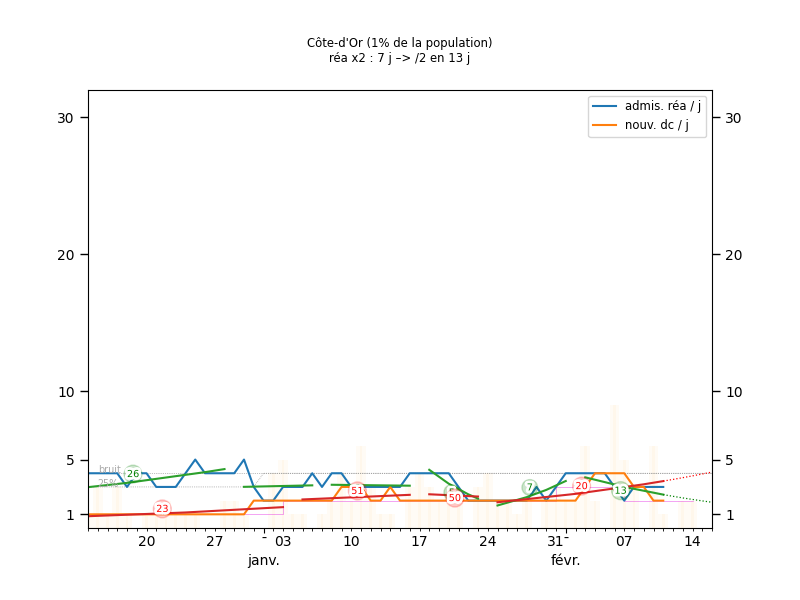 Côte-d'Or (1% de la population)
réa x2 : 7 j –> /2 en 13 j
admis. réa / j
nouv. dc / j
30 30
20 20
10 10
5 5
1 1
bruit
25%
26
23
51
50
7
20
13
20 27 03 10 17 24 31 07 14
janv. févr.